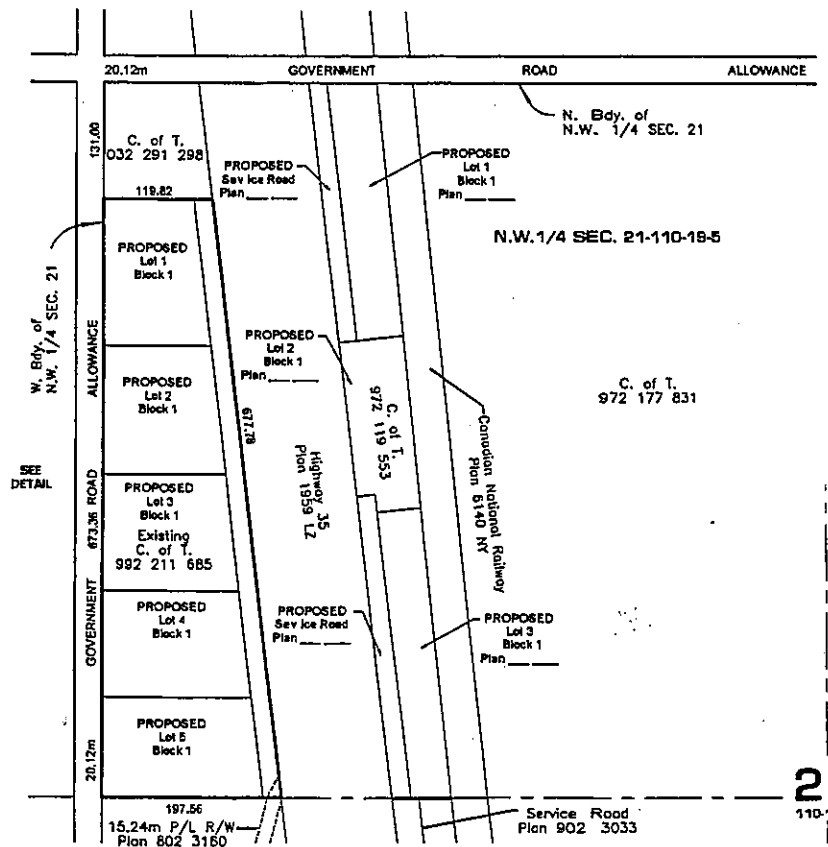 20.12m GOVERNMENT ROAD ALLOWANCE
N. Bdy. of
N.W. 1/4 SEC. 21
131.00
C. of T.
032 291 298
119.82
PROPOSED
Sev ice Road
Plan
PROPOSED
Lot 1
Block 1
Plan
N.W.1/4 SEC. 21-110-19-5
W. Bdy. of
N.W. 1/4 SEC. 21
PROPOSED
Lot 1
Block 1
PROPOSED
Lot 2
Block 1
Plan
PROPOSED
Lot 2
Block 1
C. of T.
972 119 553
C. of T.
972 177 831
677.78
Highway 35
Plan 1959 LZ
Canadian National Railway
Plan 6140 NY
SEE
DETAIL
GOVERNMENT 673.36 ROAD ALLOWANCE
PROPOSED
Lot 3
Block 1
Existing
C. of T.
992 211 685
PROPOSED
Lot 4
Block 1
PROPOSED
Sev ice Road
Plan
PROPOSED
Lot 3
Block 1
Plan
PROPOSED
Lot 5
Block 1
20.12m
197.56
15.24m P/L R/W
Plan 802 3160
Service Road
Plan 902 3033
2
110-